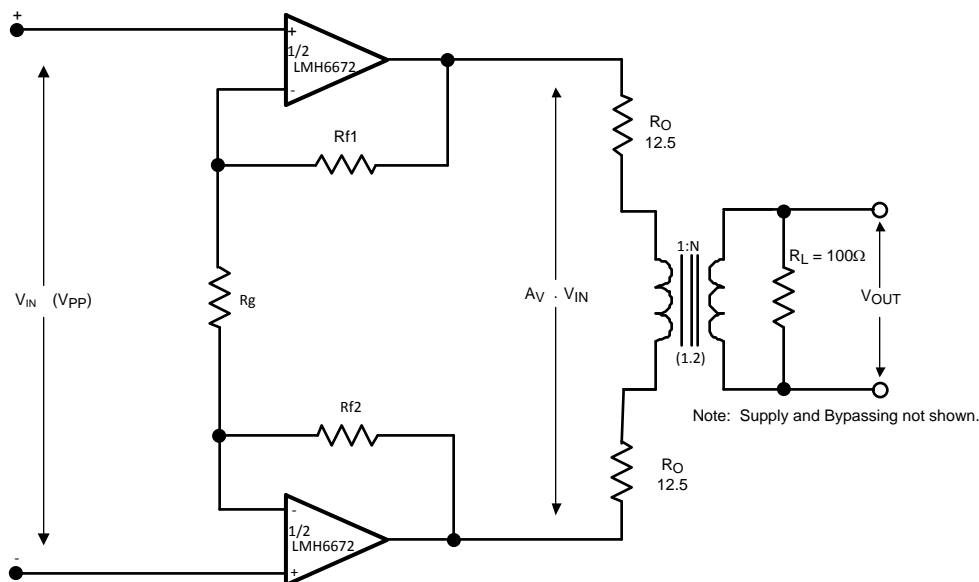 +
+
1/2
LMH6672
-
Rf1
RO
12.5
1:N
RL = 100Ω
VIN (VPP)
Rg
AV . VIN
VOUT
(1.2)
Rf2
Note: Supply and Bypassing not shown.
RO
12.5
-
1/2
LMH6672
-
+